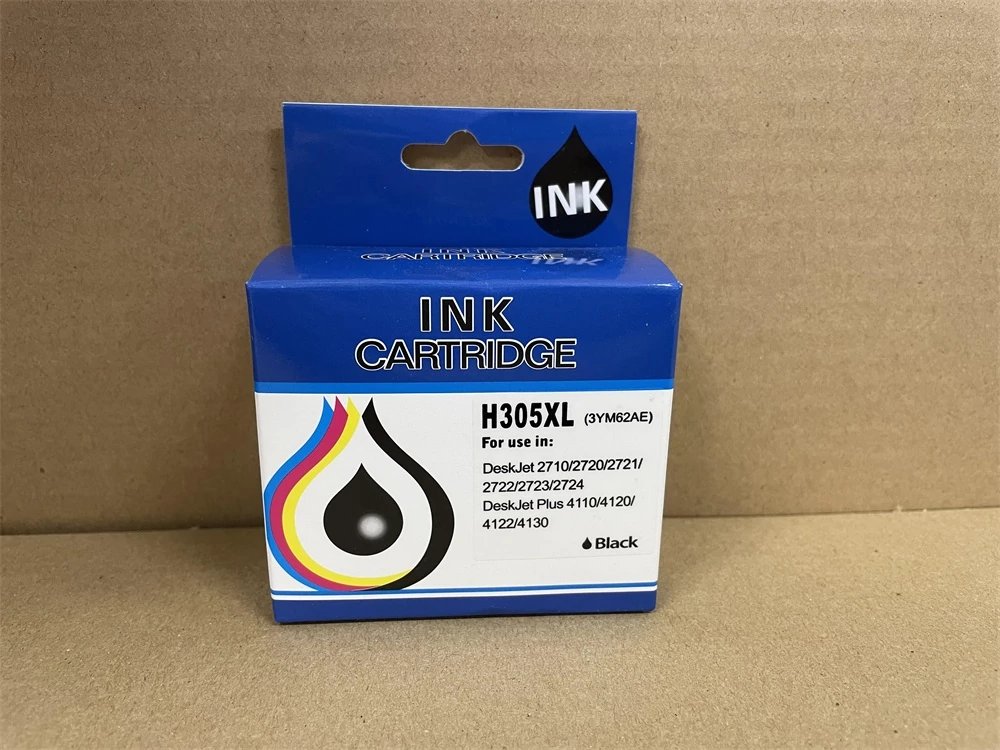 INK
INK
CARTRIDGE
INK
INK
CARTRIDGE
H305XL (3YM62AE)
For use in:
DeskJet 2710/2720/2721/
2722/2723/2724
DeskJet Plus 4110/4120/
4122/4130
Black